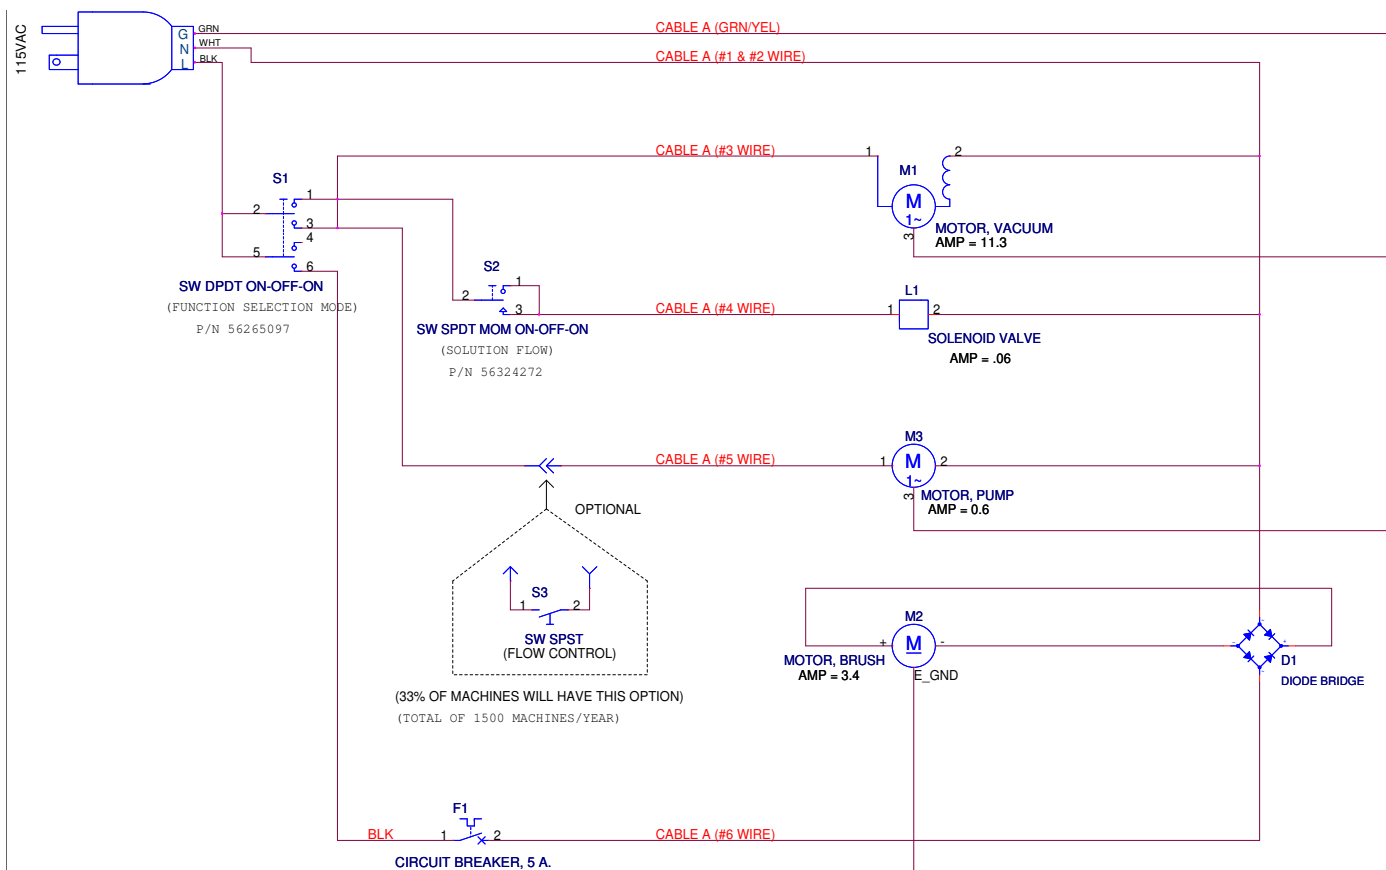 115VAC
G
N
L
GRN
WHT
BLK
CABLE A (GRN/YEL)
CABLE A (#1 & #2 WIRE)
CABLE A (#3 WIRE)
1
2
M1
M
1~
3
MOTOR, VACUUM
AMP = 11.3
S1
1
2
3
4
5
6
SW DPDT ON-OFF-ON
(FUNCTION SELECTION MODE)
P/N 56265097
S2
1
2
3
SW SPDT MOM ON-OFF-ON
(SOLUTION FLOW)
P/N 56324272
CABLE A (#4 WIRE)
L1
1
2
SOLENOID VALVE
AMP = .06
CABLE A (#5 WIRE)
M3
1
M
2
1~
3
MOTOR, PUMP
AMP = 0.6
OPTIONAL
S3
1
2
SW SPST
(FLOW CONTROL)
(33% OF MACHINES WILL HAVE THIS OPTION)
(TOTAL OF 1500 MACHINES/YEAR)
M2
+
M
-
MOTOR, BRUSH
AMP = 3.4
E_GND
D1
DIODE BRIDGE
F1
BLK
1
2
CABLE A (#6 WIRE)
CIRCUIT BREAKER, 5 A.